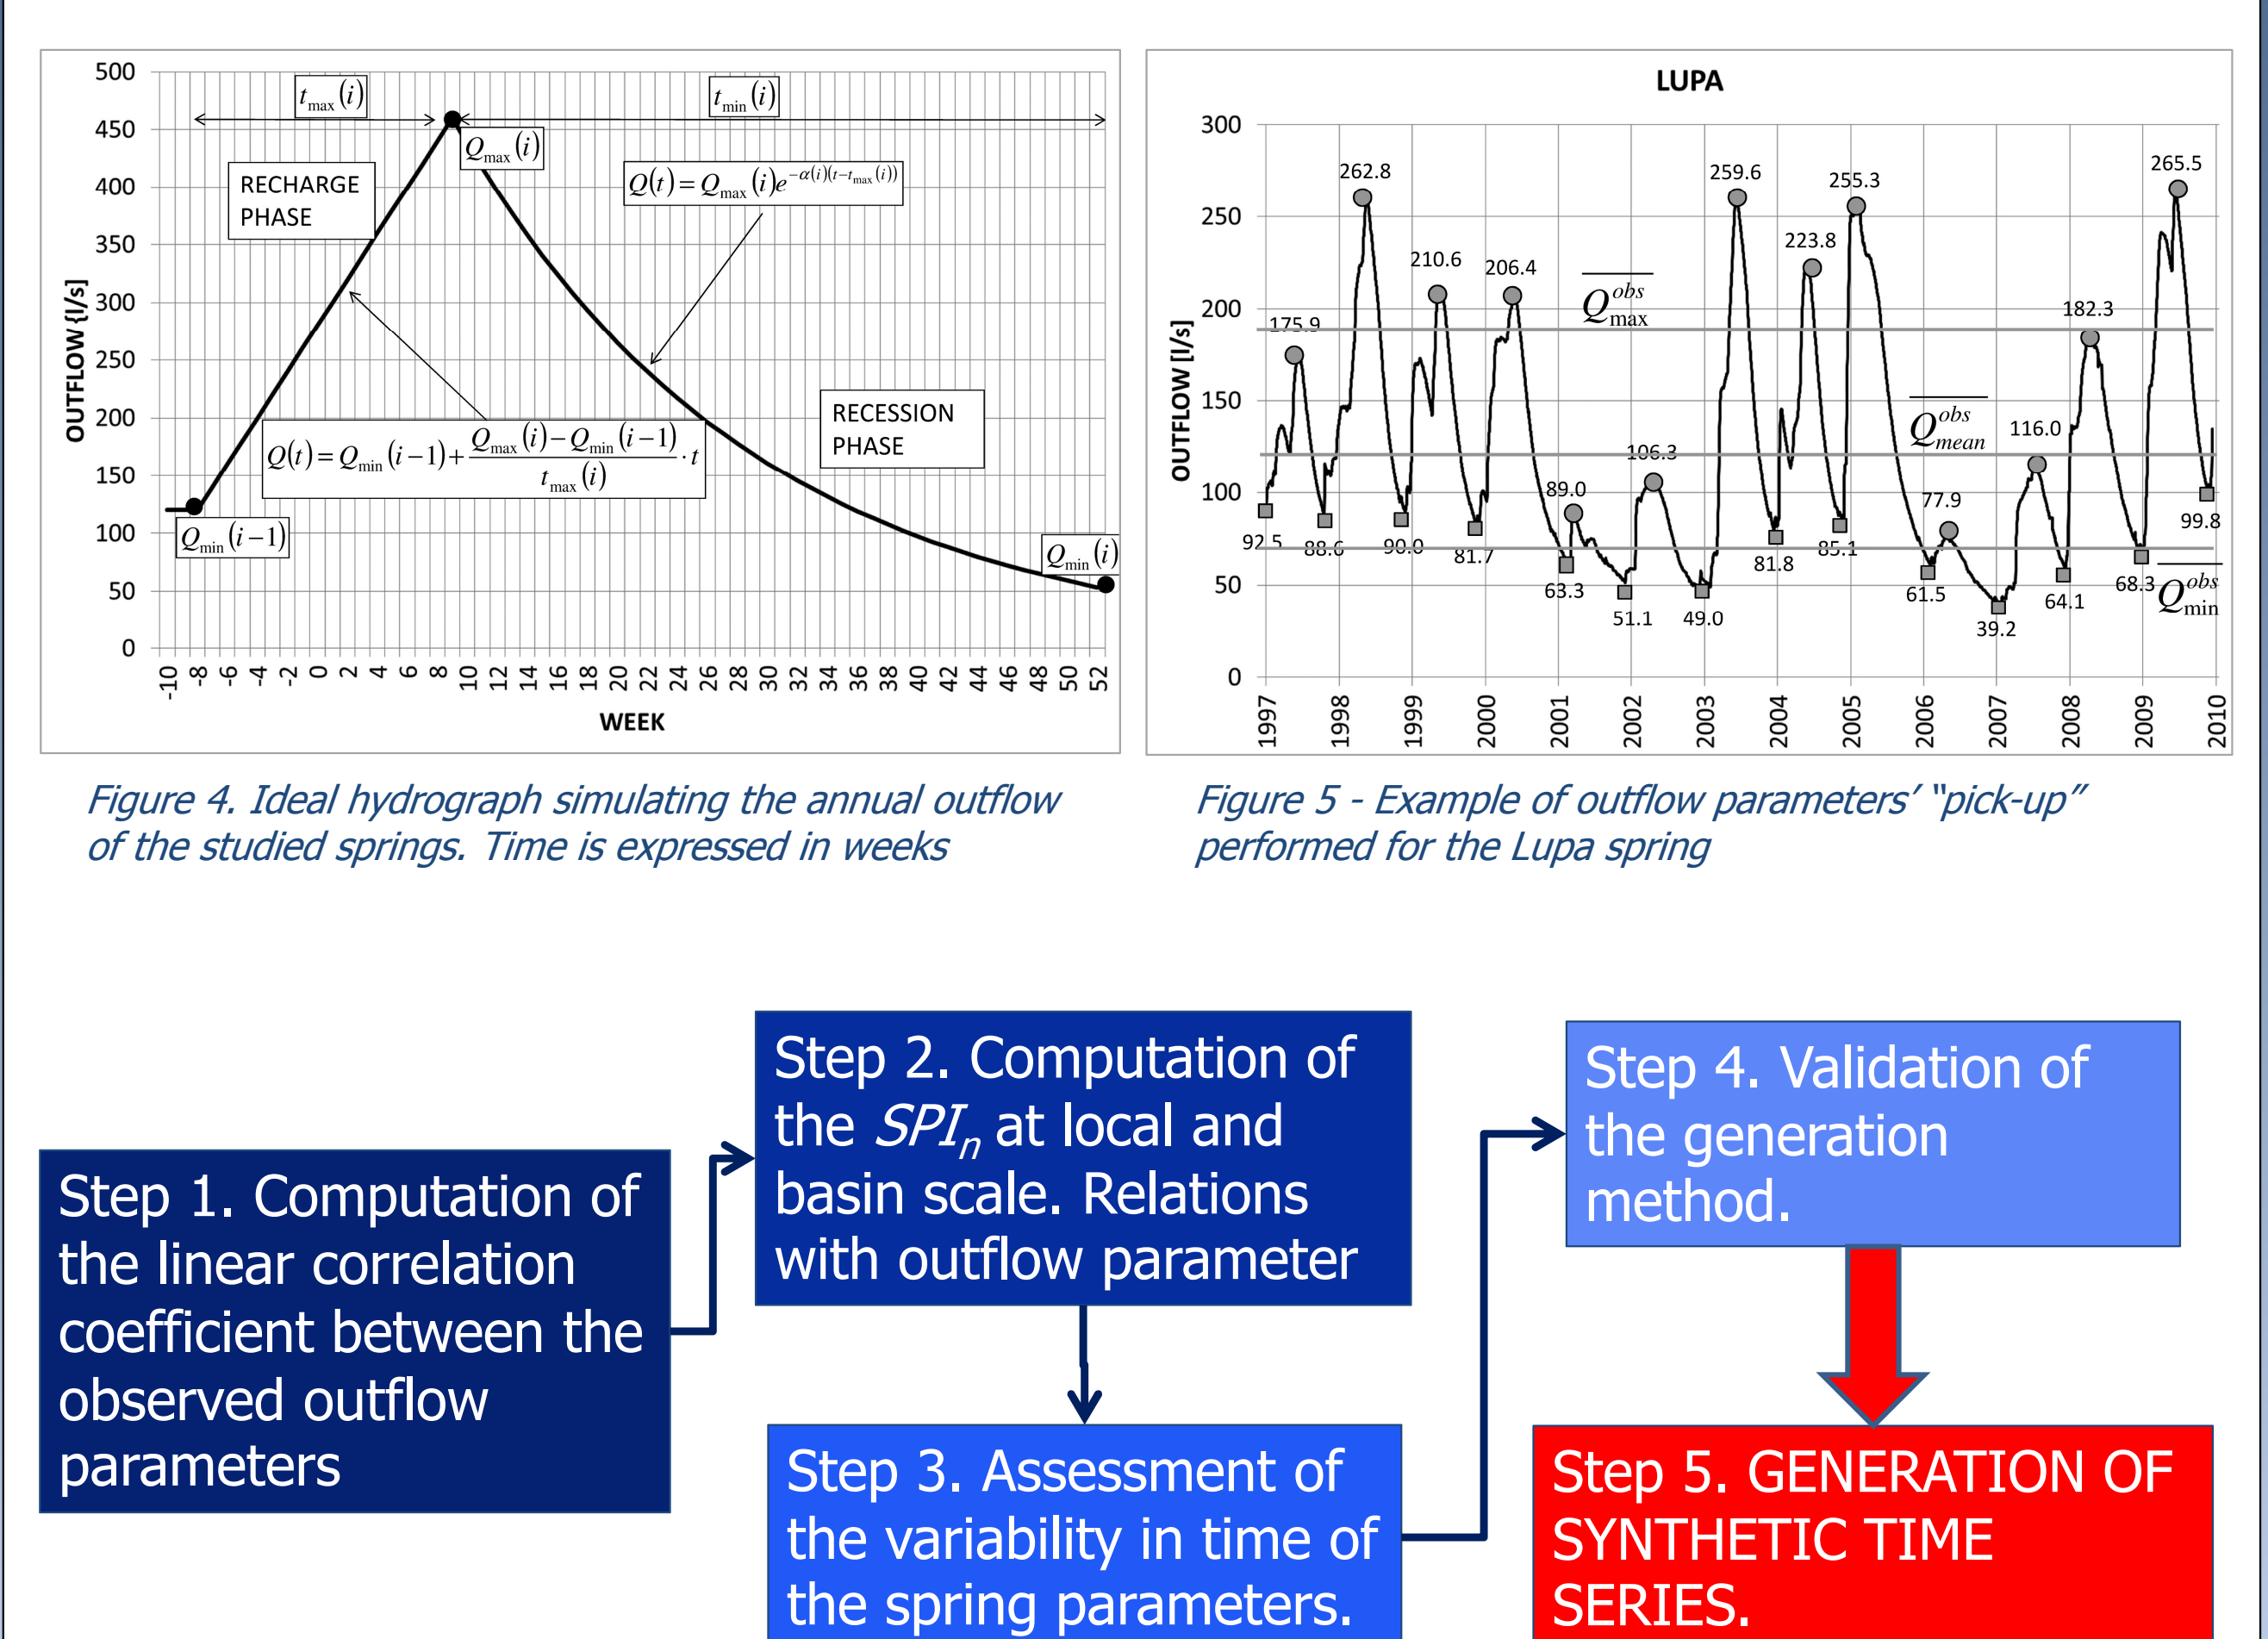 500
450
400
350
300
250
200
150
100
50
0
OUTFLOW {l/s]
t_max(i)
t_min(i)
Q_max(i)
RECHARGE
PHASE
Q(t) = Q_max(i)e^{-α(i)(t-t_max(i))}
RECESSION
PHASE
Q(t) = Q_min(i-1) + \frac{Q_max(i) - Q_min(i-1)}{t_max(i)} · t
Q_min(i-1)
Q_min(i)
-10 -8 -6 -4 -2 0 2 4 6 8 10 12 14 16 18 20 22 24 26 28 30 32 34 36 38 40 42 44 46 48 50 52
WEEK
Figure 4. Ideal hydrograph simulating the annual outflow
of the studied springs. Time is expressed in weeks
LUPA
300
250
200
150
100
50
0
OUTFLOW [l/s]
262.8
259.6
255.3
265.5
210.6
206.4
223.8
\overline{Q_max^{obs}}
175.9
182.3
\overline{Q_mean^{obs}}
116.0
106.3
89.0
77.9
92.5
88.6
90.0
81.7
63.3
51.1
49.0
81.8
85.1
61.5
39.2
64.1
68.3
99.8
\overline{Q_min^{obs}}
1997 1998 1999 2000 2001 2002 2003 2004 2005 2006 2007 2008 2009 2010
Figure 5 - Example of outflow parameters’ “pick-up”
performed for the Lupa spring
Step 1. Computation of
the linear correlation
coefficient between the
observed outflow
parameters
Step 2. Computation of
the SPI_n at local and
basin scale. Relations
with outflow parameter
Step 3. Assessment of
the variability in time of
the spring parameters.
Step 4. Validation of
the generation
method.
Step 5. GENERATION OF
SYNTHETIC TIME
SERIES.